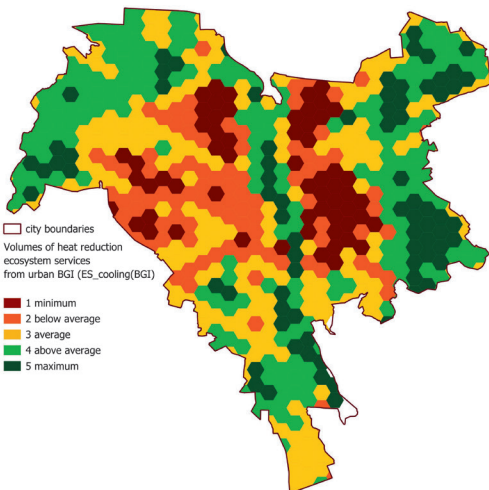 city boundaries
Volumes of heat reduction
ecosystem services
from urban BGI (ES_cooling(BGI)
1 minimum
2 below average
3 average
4 above average
5 maximum